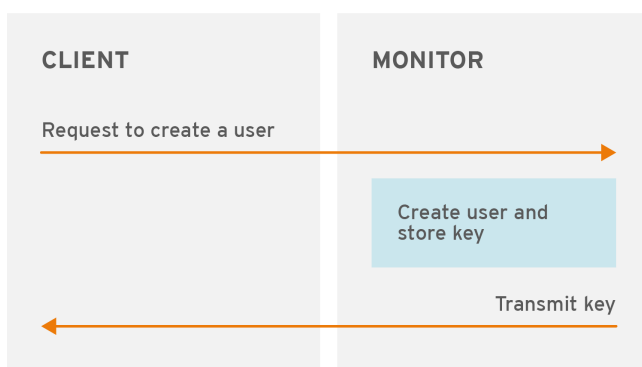 CLIENT
MONITOR
Request to create a user
Create user and
store key
Transmit key